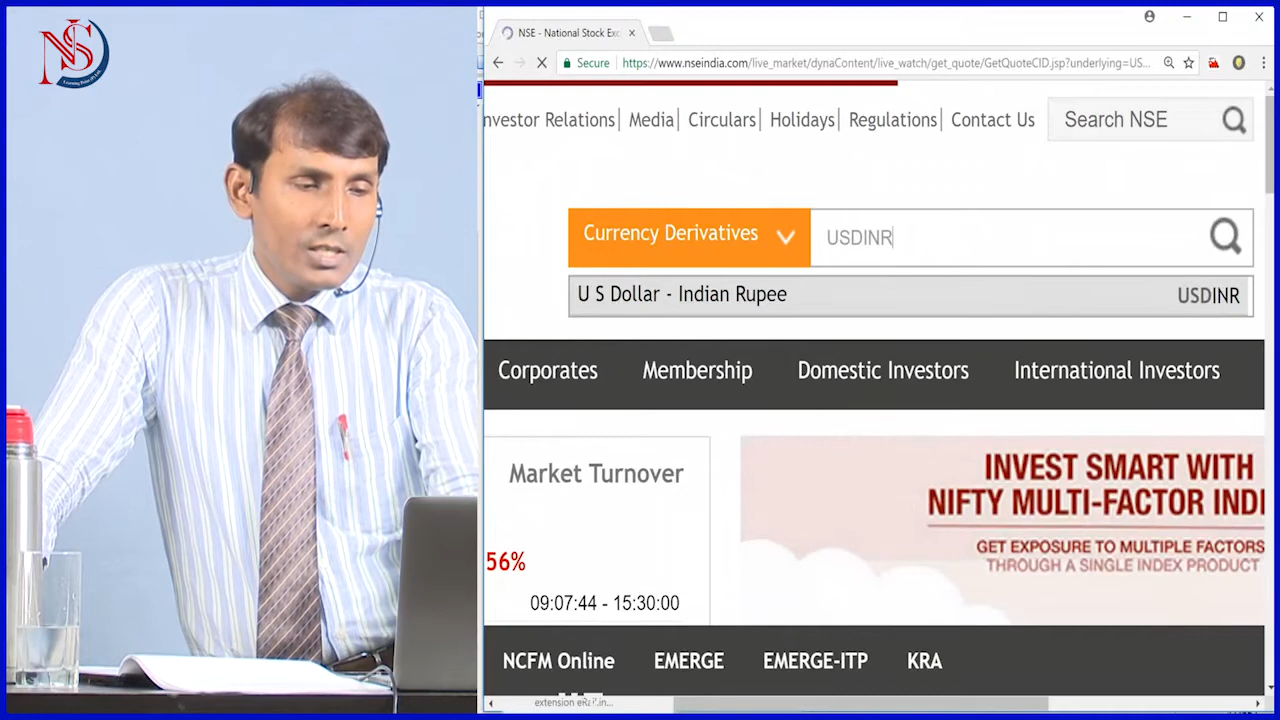 NSE - National Stock Exc
Secure
https://www.nseindia.com/live_market/dynaContent/live_watch/get_quote/GetQuoteCID.jsp?underlying=US...
nvestor Relations| Media| Circulars| Holidays| Regulations| Contact Us
Search NSE
Currency Derivatives
USDINR
U S Dollar - Indian Rupee
USDINR
Corporates
Membership
Domestic Investors
International Investors
Market Turnover
56%
09:07:44 - 15:30:00
INVEST SMART WITH
NIFTY MULTI-FACTOR INDI
GET EXPOSURE TO MULTIPLE FACTORS
THROUGH A SINGLE INDEX PRODUCT
NCFM Online
EMERGE
EMERGE-ITP
KRA